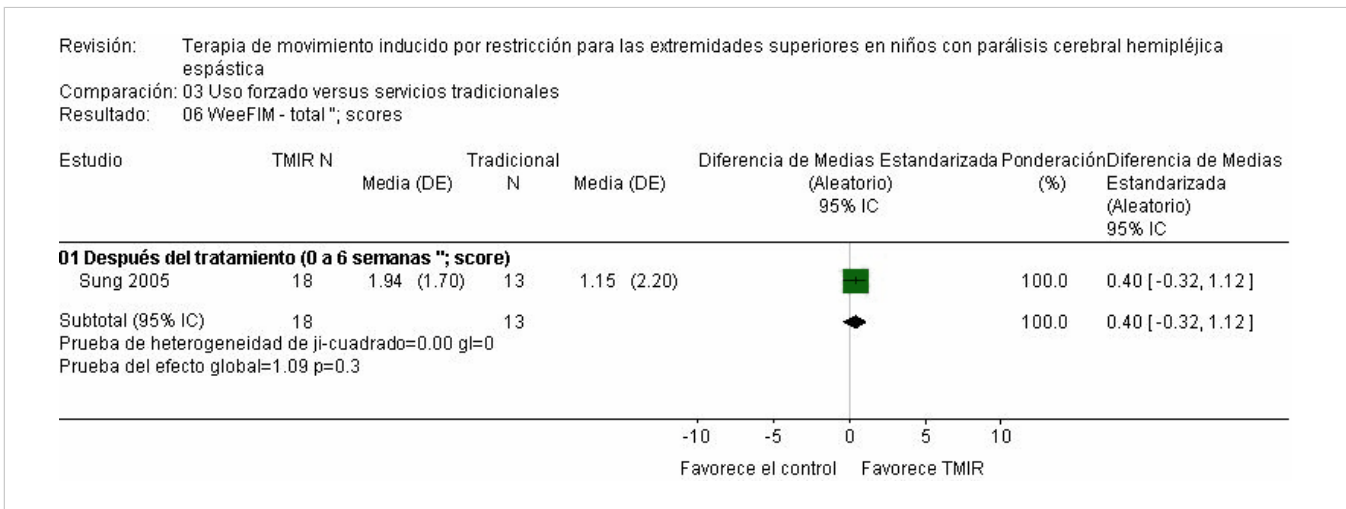 Revisión: Terapia de movimiento inducido por restricción para las extremidades superiores en niños con parálisis cerebral hemipléjica
espástica
Comparación: 03 Uso forzado versus servicios tradicionales
Resultado: 06 WeeFIM - total "; scores
Estudio TMIR N Tradicional Diferencia de Medias Estandarizada Ponderación Diferencia de Medias
Media (DE) N Media (DE) (Aleatorio) (%) Estandarizada
95% IC (Aleatorio)
95% IC
01 Después del tratamiento (0 a 6 semanas "; score)
Sung 2005 18 1.94 (1.70) 13 1.15 (2.20) 100.0 0.40 [ -0.32, 1.12 ]
Subtotal (95% IC) 18 13 100.0 0.40 [ -0.32, 1.12 ]
Prueba de heterogeneidad de ji-cuadrado=0.00 gl=0
Prueba del efecto global=1.09 p=0.3
-10 -5 0 5 10
Favorece el control Favorece TMIR